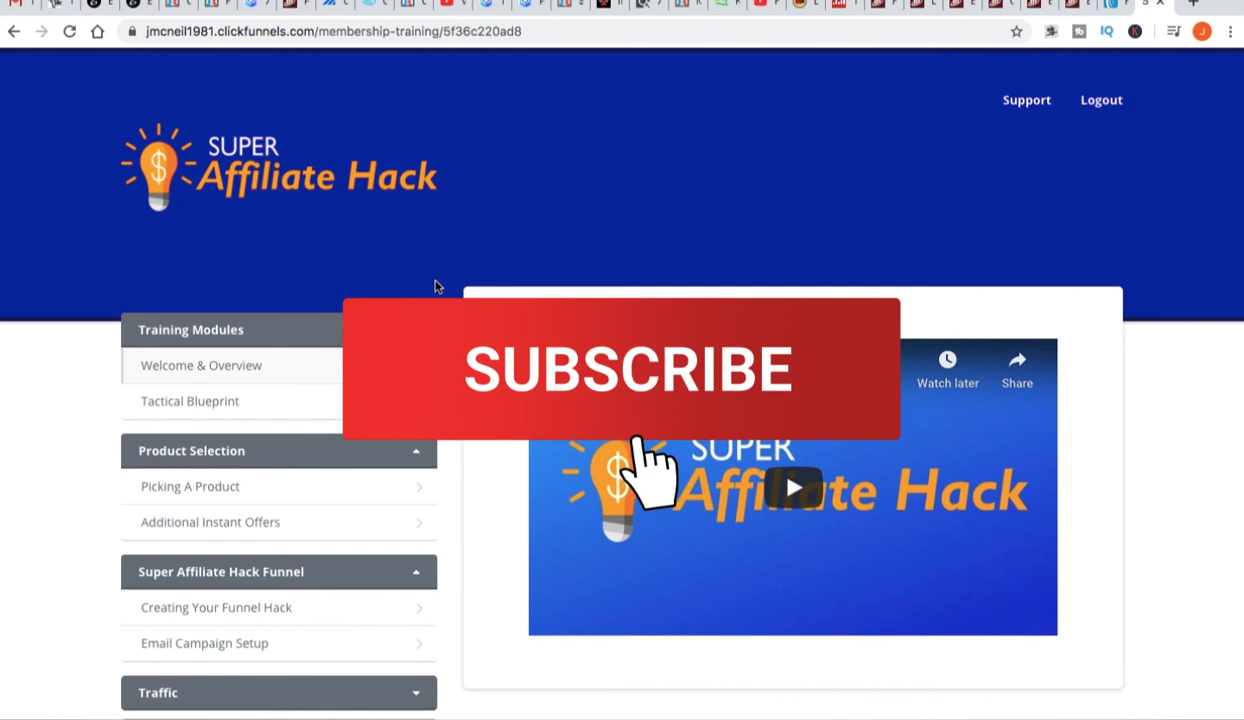 jmcneil1981.clickfunnels.com/membership-training/5f36c220ad8
IQ
J
Support
Logout
SUPER
Affiliate Hack
Training Modules
Welcome & Overview
Tactical Blueprint
Product Selection
Picking A Product
Additional Instant Offers
Super Affiliate Hack Funnel
Creating Your Funnel Hack
Email Campaign Setup
Traffic
SUBSCRIBE
Watch later
Share
SUPER
Affiliate Hack